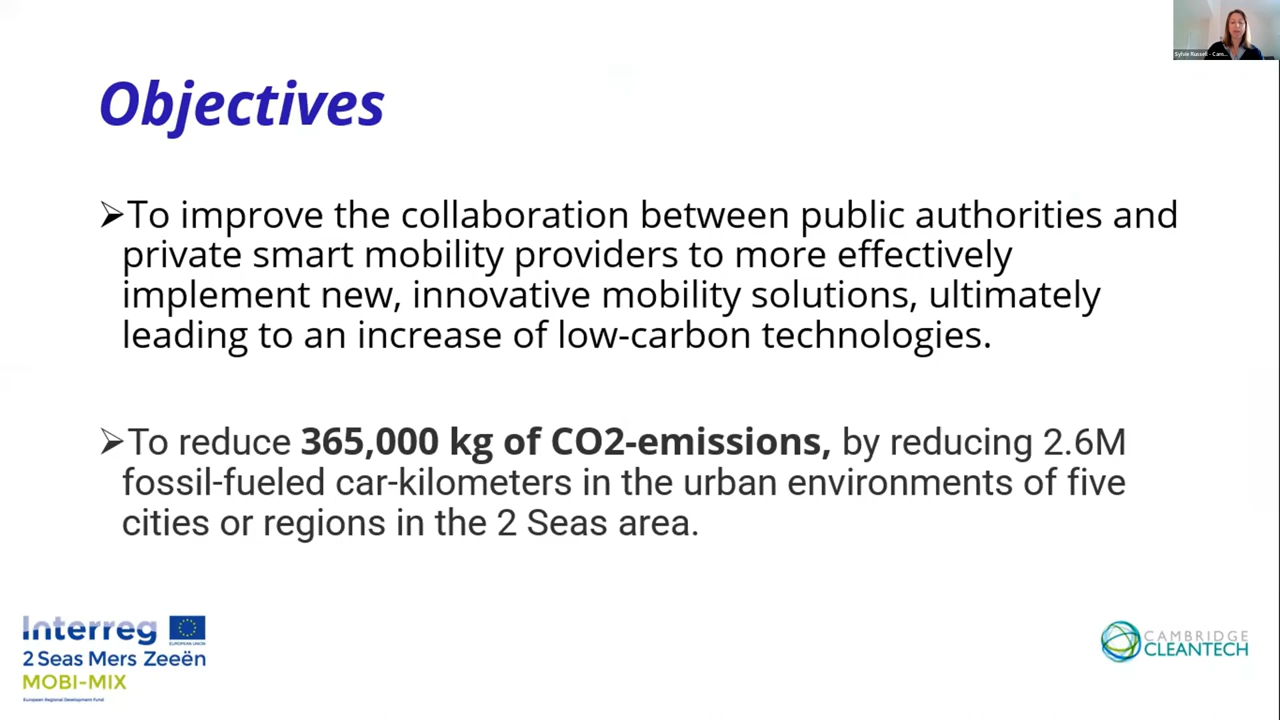 Sylvie Russell - Cam...
Objectives
➢To improve the collaboration between public authorities and
private smart mobility providers to more effectively
implement new, innovative mobility solutions, ultimately
leading to an increase of low-carbon technologies.
➢To reduce 365,000 kg of CO2-emissions, by reducing 2.6M
fossil-fueled car-kilometers in the urban environments of five
cities or regions in the 2 Seas area.
Interreg
EUROPEAN UNION
2 Seas Mers Zeeën
MOBI-MIX
European Regional Development Fund
CAMBRIDGE
CLEANTECH